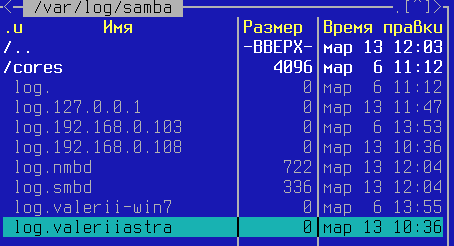 <─ /var/log/samba .[^]>
.и Имя Размер Время правки
/.. -ВВЕРХ- мар 13 12:03
/cores 4096 мар 6 11:12
log. 0 мар 6 11:12
log.127.0.0.1 0 мар 13 11:47
log.192.168.0.103 0 мар 6 13:53
log.192.168.0.108 0 мар 13 10:36
log.nmbd 722 мар 13 12:04
log.smbd 336 мар 13 12:04
log.valerii-win7 0 мар 6 13:55
log.valeriiastra 0 мар 13 10:36